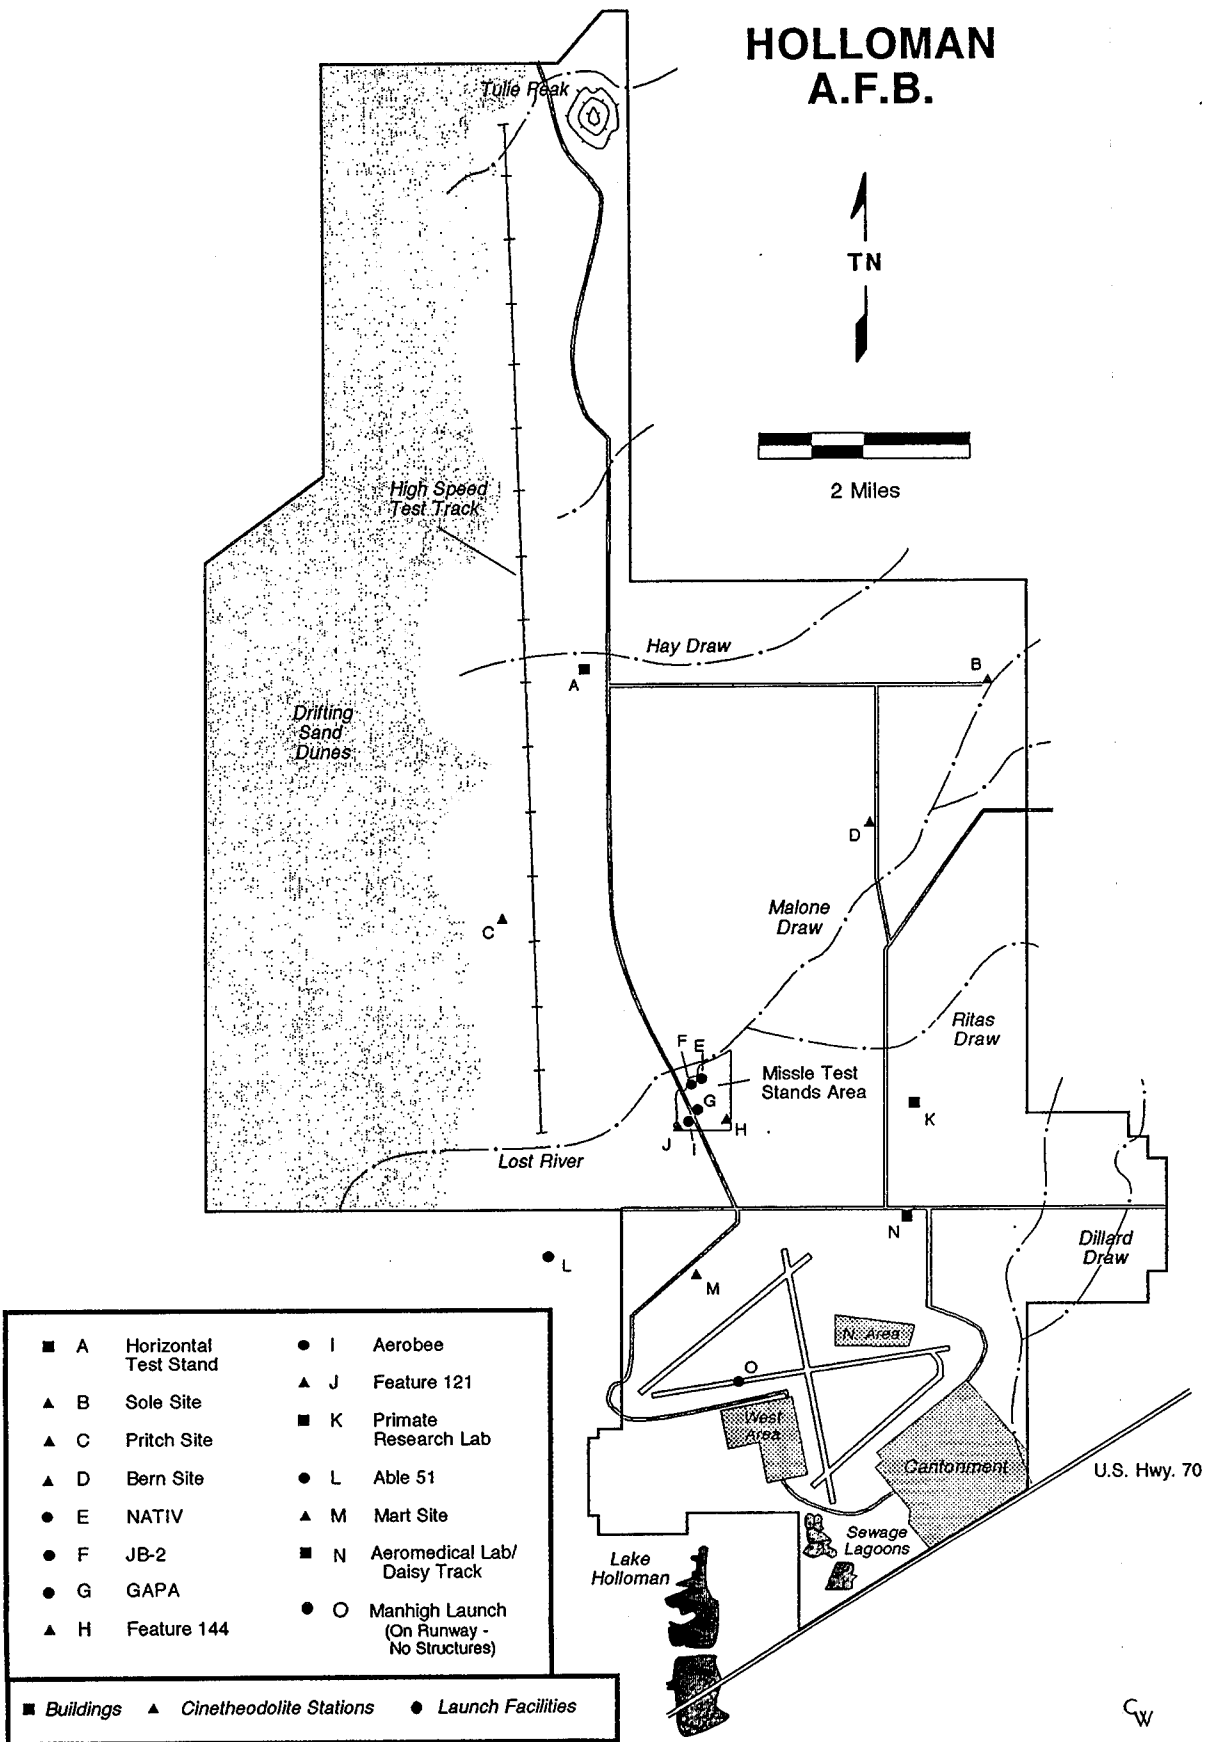 HOLLOMAN
A.F.B.
Tulie Peak
TN
2 Miles
High Speed
Test Track
Hay Draw
B
A
Drifting
Sand
Dunes
D
Malone
Draw
C
Ritas
Draw
F
E
Missle Test
Stands Area
G
K
H
J
I
Lost River
N
Dillard
Draw
L
M
N. Area
O
West
Area
Cantonment
U.S. Hwy. 70
Sewage
Lagoons
Lake
Holloman
A Horizontal
Test Stand
B Sole Site
C Pritch Site
D Bern Site
E NATIV
F JB-2
G GAPA
H Feature 144
I Aerobee
J Feature 121
K Primate
Research Lab
L Able 51
M Mart Site
N Aeromedical Lab/
Daisy Track
O Manhigh Launch
(On Runway -
No Structures)
Buildings Cinetheodolite Stations Launch Facilities
CW